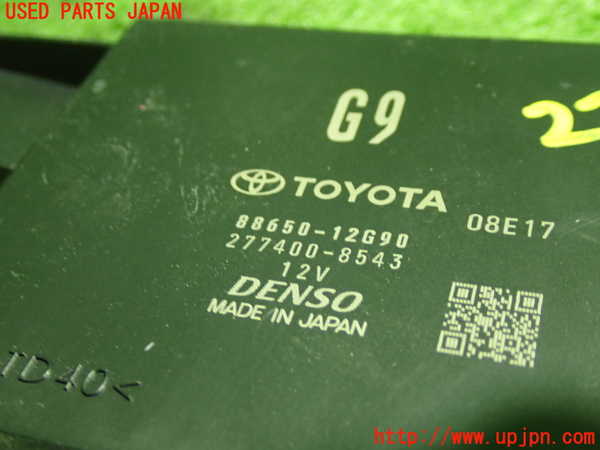 USED PARTS JAPAN
G9
TOYOTA
88650-12G90
08E17
277400-8543
12V
DENSO
MADE IN JAPAN
TD40<
http://www.upjpn.com